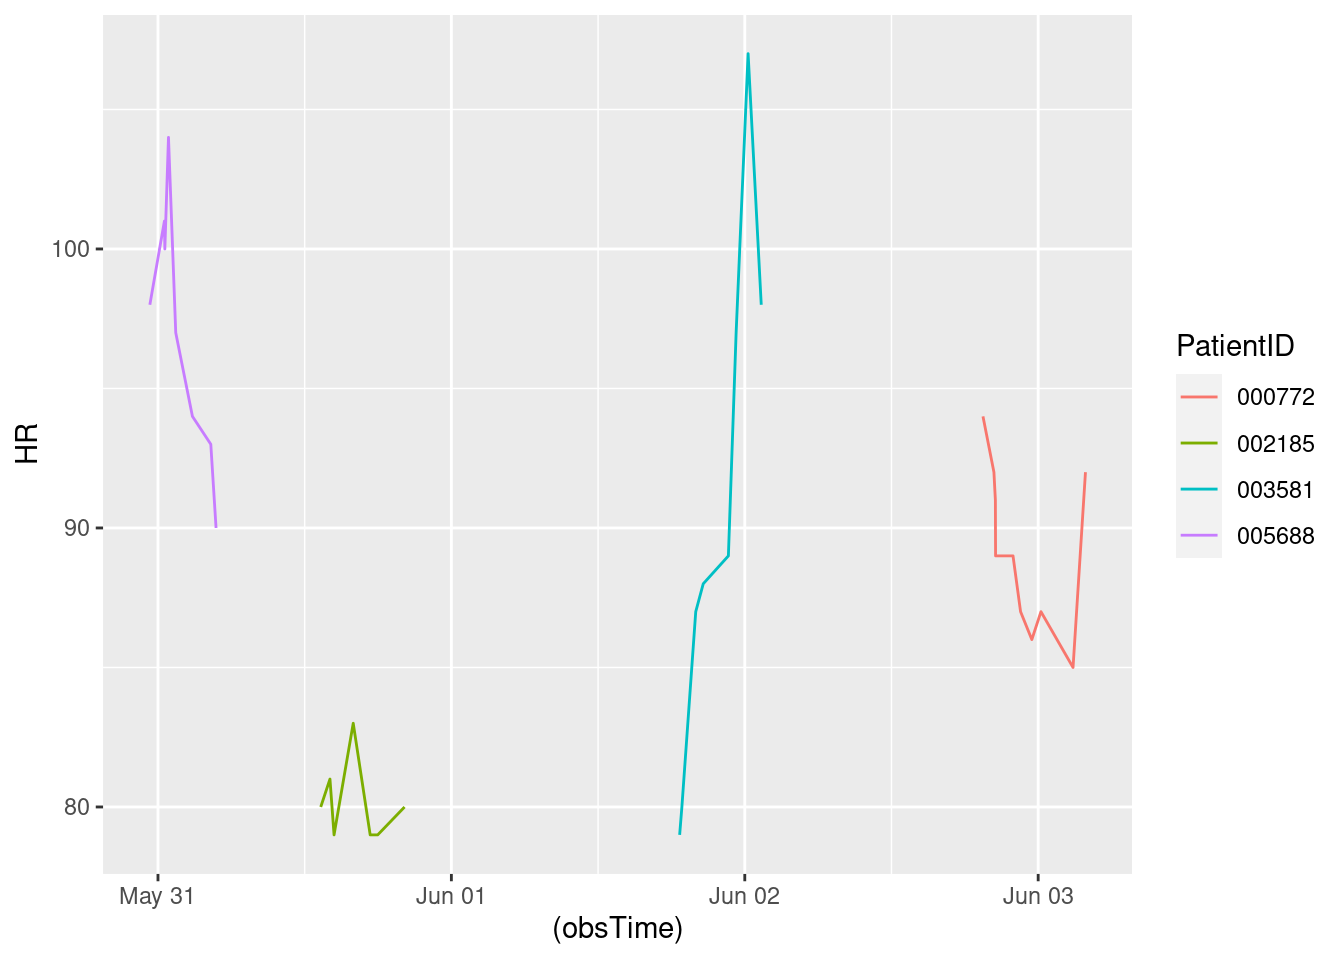 HR
100
90
80
May 31
Jun 01
Jun 02
Jun 03
(obsTime)
PatientID
000772
002185
003581
005688